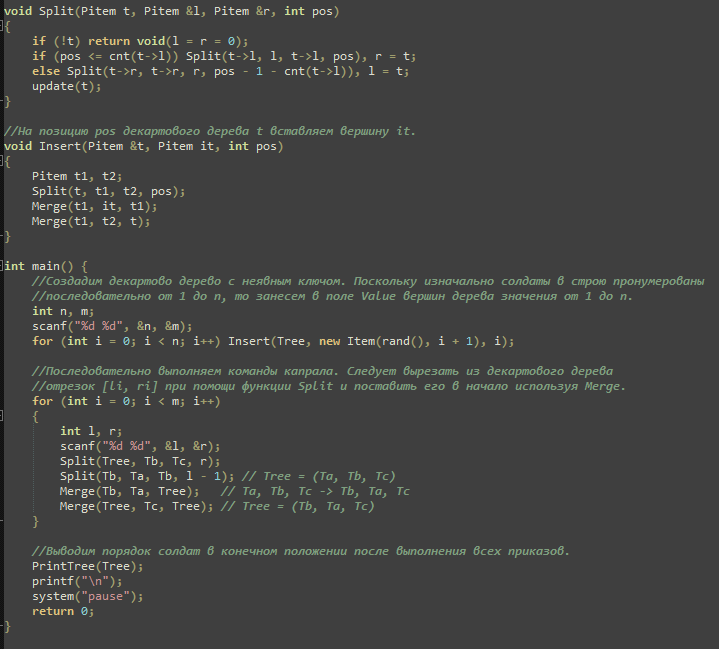 void Split(Pitem t, Pitem &l, Pitem &r, int pos)
{
    if (!t) return void(l = r = 0);
    if (pos <= cnt(t->l)) Split(t->l, l, t->l, pos), r = t;
    else Split(t->r, t->r, r, pos - 1 - cnt(t->l)), l = t;
    update(t);
}

//На позицию pos декартового дерева t вставляем вершину it.
void Insert(Pitem &t, Pitem it, int pos)
{
    Pitem t1, t2;
    Split(t, t1, t2, pos);
    Merge(t1, it, t1);
    Merge(t1, t2, t);
}

int main() {
    //Создадим декартово дерево с неявным ключом. Поскольку изначально солдаты в строю пронумерованы
    //последовательно от 1 до n, то занесем в поле Value вершин дерева значения от 1 до n.
    int n, m;
    scanf("%d %d", &n, &m);
    for (int i = 0; i < n; i++) Insert(Tree, new Item(rand(), i + 1), i);

    //Последовательно выполняем команды капрала. Следует вырезать из декартового дерева
    //отрезок [li, ri] при помощи функции Split и поставить его в начало используя Merge.
    for (int i = 0; i < m; i++)
    {
        int l, r;
        scanf("%d %d", &l, &r);
        Split(Tree, Tb, Tc, r);
        Split(Tb, Ta, Tb, l - 1); // Tree = (Ta, Tb, Tc)
        Merge(Tb, Ta, Tree);   // Ta, Tb, Tc -> Tb, Ta, Tc
        Merge(Tree, Tc, Tree); // Tree = (Tb, Ta, Tc)
    }

    //Выводим порядок солдат в конечном положении после выполнения всех приказов.
    PrintTree(Tree);
    printf("\n");
    system("pause");
    return 0;
}